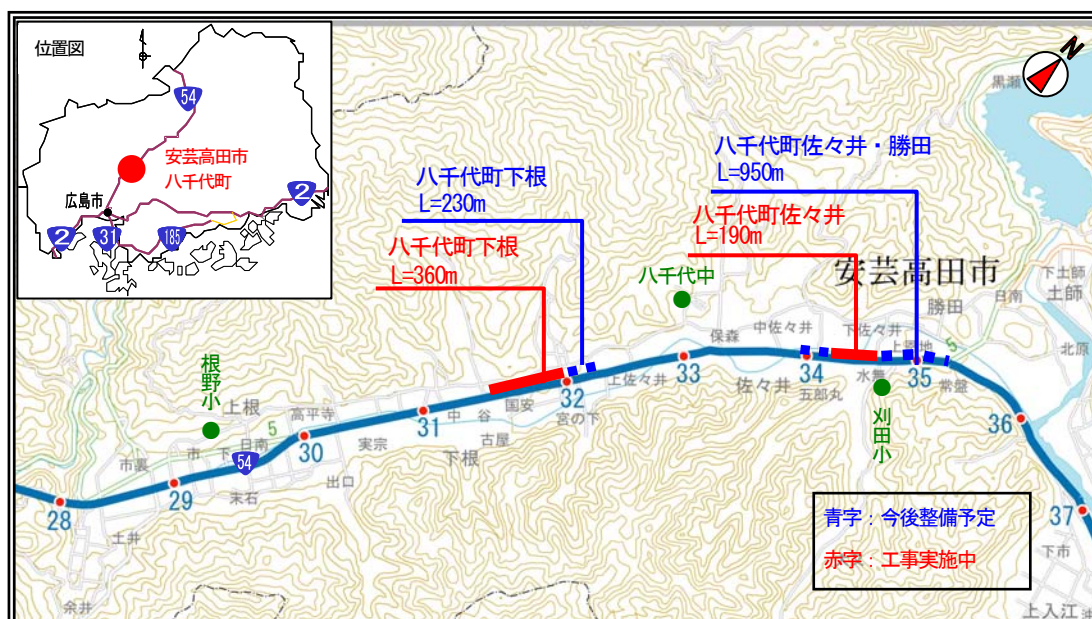 位置図
54
安芸高田市
八千代町
広島市
2
2
31
185
N
黒瀬
八千代町下根
L=230m
八千代町下根
L=360m
八千代町佐々井・勝田
L=950m
八千代町佐々井
L=190m
安芸高田市
八千代中
根野小
刈田小
上根
高平寺
市裏
市
下
日南
5
54
末石
出口
実宗
中
谷
国安
古屋
下根
宮の下
上佐々井
保森
中佐々井
下佐々井
佐々井
五郎丸
水無
常盤
5
勝田
日南
下土師
土師
北原
土井
余井
下市
上入江
28
29
30
31
32
33
34
35
36
37
青字：今後整備予定
赤字：工事実施中